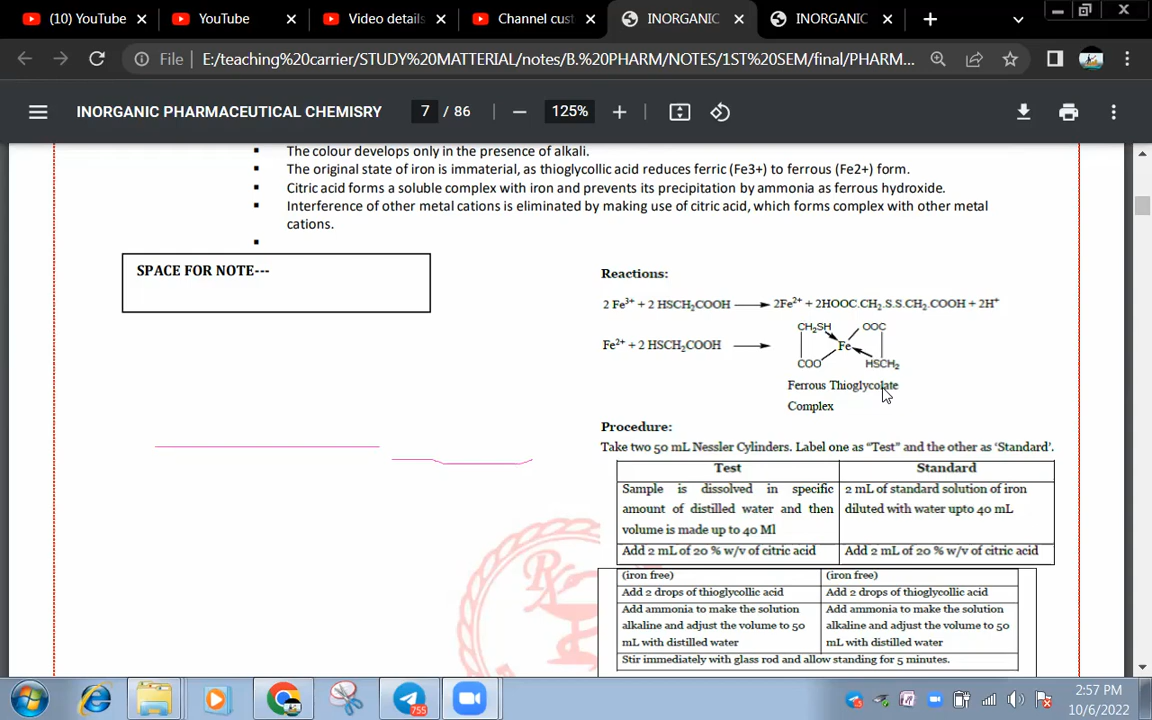 (10) YouTube
YouTube
Video details
Channel cust
INORGANIC
INORGANIC
File
E:/teaching%20carrier/STUDY%20MATTERIAL/notes/B.%20PHARM/NOTES/1ST%20SEM/final/PHARM...
INORGANIC PHARMACEUTICAL CHEMISRY
7 / 86
125%
The colour develops only in the presence of alkali.
The original state of iron is immaterial, as thioglycollic acid reduces ferric (Fe3+) to ferrous (Fe2+) form.
Citric acid forms a soluble complex with iron and prevents its precipitation by ammonia as ferrous hydroxide.
Interference of other metal cations is eliminated by making use of citric acid, which forms complex with other metal
cations.
SPACE FOR NOTE---
Reactions:
2 Fe³⁺ + 2 HSCH₂COOH ⟶ 2Fe²⁺ + 2HOOC.CH₂.S.S.CH₂.COOH + 2H⁺
CH₂SH OOC
Fe²⁺ + 2 HSCH₂COOH ⟶ Fe
COO HSCH₂
Ferrous Thioglycolate
Complex
Procedure:
Take two 50 mL Nessler Cylinders. Label one as “Test” and the other as ‘Standard’.
Test Standard
Sample is dissolved in specific 2 mL of standard solution of iron
amount of distilled water and then diluted with water upto 40 mL
volume is made up to 40 Ml
Add 2 mL of 20 % w/v of citric acid Add 2 mL of 20 % w/v of citric acid
(iron free) (iron free)
Add 2 drops of thioglycollic acid Add 2 drops of thioglycollic acid
Add ammonia to make the solution Add ammonia to make the solution
alkaline and adjust the volume to 50 alkaline and adjust the volume to 50
mL with distilled water mL with distilled water
Stir immediately with glass rod and allow standing for 5 minutes.
Rx
755
2:57 PM
10/6/2022